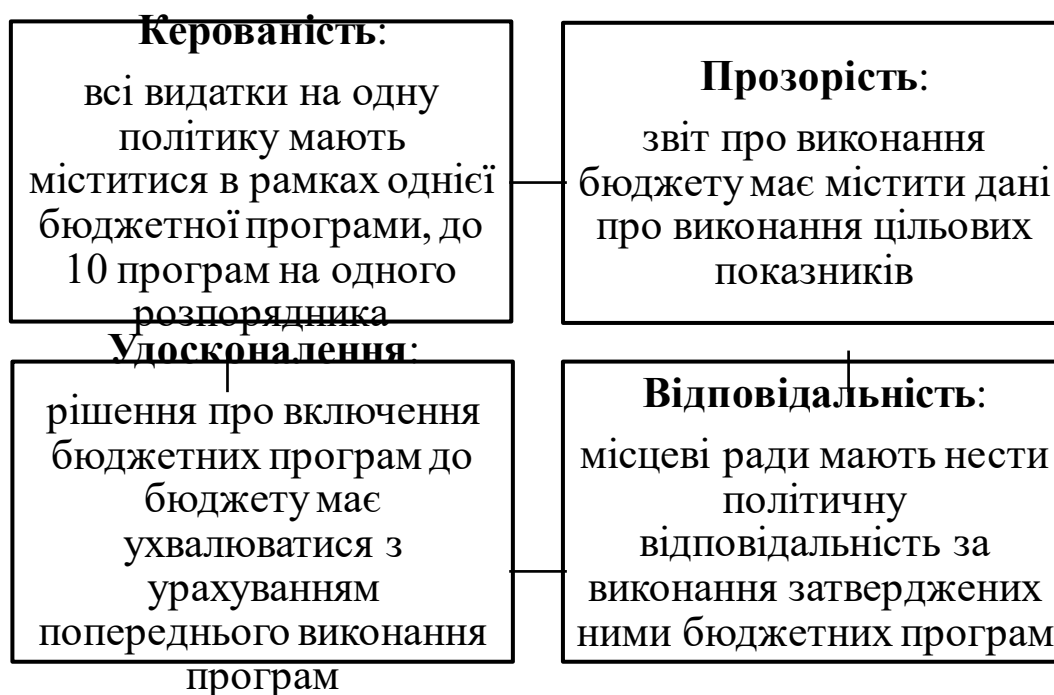 Керованість:
всі видатки на одну
політику мають
міститися в рамках однієї
бюджетної програми, до
10 програм на одного
розпорядника
Прозорість:
звіт про виконання
бюджету має містити дані
про виконання цільових
показників
Удосконалення:
рішення про включення
бюджетних програм до
бюджету має
ухвалюватися з
урахуванням
попереднього виконання
програм
Відповідальність:
місцеві ради мають нести
політичну
відповідальність за
виконання затверджених
ними бюджетних програм